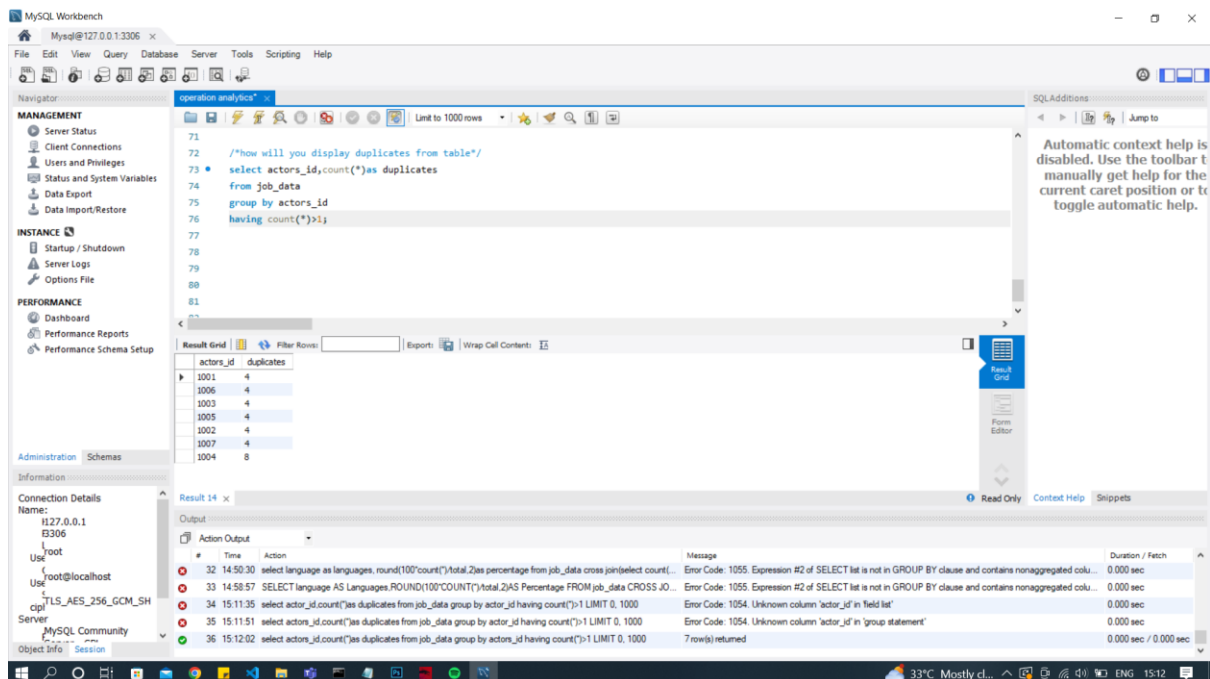 MySQL Workbench
Mysql@127.0.0.1:3306 ×
File Edit View Query Database Server Tools Scripting Help
Navigator
MANAGEMENT
Server Status
Client Connections
Users and Privileges
Status and System Variables
Data Export
Data Import/Restore
INSTANCE
Startup / Shutdown
Server Logs
Options File
PERFORMANCE
Dashboard
Performance Reports
Performance Schema Setup
Administration Schemas
Information
Connection Details
Name:
127.0.0.1
3306
root
root@localhost
TLS_AES_256_GCM_SH
Server
MySQL Community
Object Info Session
operation analytics* ×
Limit to 1000 rows
71
72 /*how will you display duplicates from table*/
73 select actors_id,count(*)as duplicates
74 from job_data
75 group by actors_id
76 having count(*)>1;
77
78
79
80
81
Result Grid Filter Rows: Export: Wrap Cell Content:
actors_id duplicates
1001 4
1006 4
1003 4
1005 4
1002 4
1007 4
1004 8
Result Grid
Form Editor
Result 14 × Read Only
Output
Action Output
# Time Action Message Duration / Fetch
32 14:50:30 select language as languages, round(100*count(*)/total,2)as percentage from job_data cross join(select count(... Error Code: 1055. Expression #2 of SELECT list is not in GROUP BY clause and contains nonaggregated colu... 0.000 sec
33 14:58:57 SELECT language AS Languages,ROUND(100*COUNT(*)/total,2)AS Percentage FROM job_data CROSS JO... Error Code: 1055. Expression #2 of SELECT list is not in GROUP BY clause and contains nonaggregated colu... 0.000 sec
34 15:11:35 select actor_id,count(*)as duplicates from job_data group by actor_id having count(*)>1 LIMIT 0, 1000 Error Code: 1054. Unknown column 'actor_id' in 'field list' 0.000 sec
35 15:11:51 select actors_id,count(*)as duplicates from job_data group by actor_id having count(*)>1 LIMIT 0, 1000 Error Code: 1054. Unknown column 'actor_id' in 'group statement' 0.000 sec
36 15:12:02 select actors_id,count(*)as duplicates from job_data group by actors_id having count(*)>1 LIMIT 0, 1000 7 row(s) returned 0.000 sec / 0.000 sec
SQLAdditions
Jump to
Automatic context help is
disabled. Use the toolbar t
manually get help for the
current caret position or to
toggle automatic help.
Context Help Snippets
33°C Mostly cl... ENG 15:12